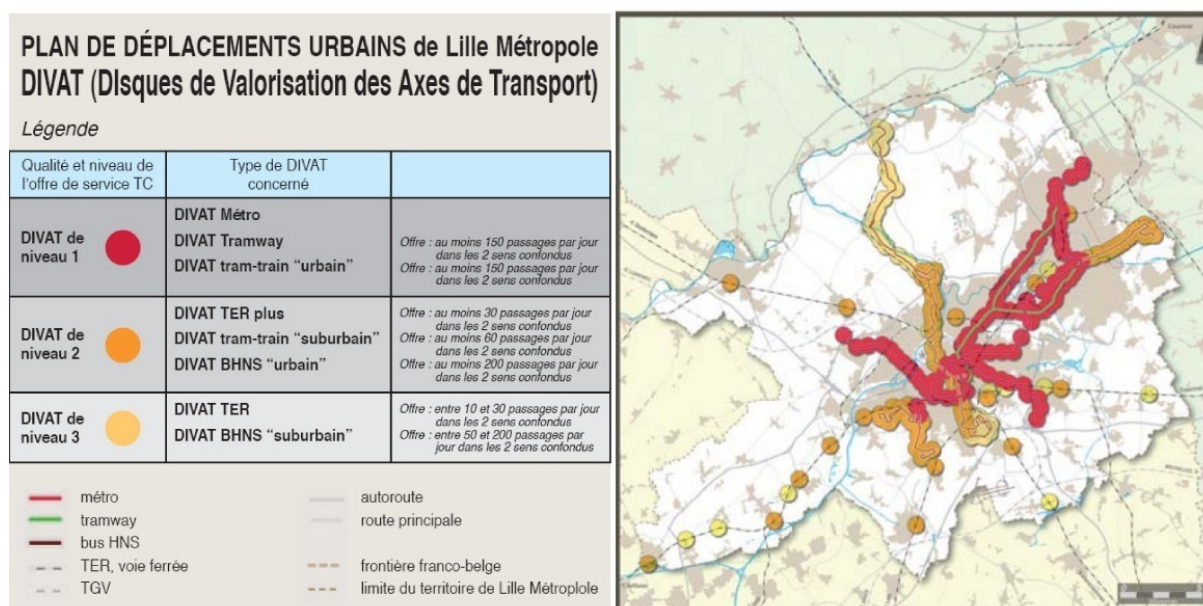 PLAN DE DÉPLACEMENTS URBAINS de Lille Métropole
DIVAT (DIsques de Valorisation des Axes de Transport)
Légende
Qualité et niveau de
l'offre de service TC
Type de DIVAT
concerné
DIVAT de
niveau 1
DIVAT Métro
DIVAT Tramway
DIVAT tram-train "urbain"
Offre : au moins 150 passages par jour
dans les 2 sens confondus
Offre : au moins 150 passages par jour
dans les 2 sens confondus
DIVAT de
niveau 2
DIVAT TER plus
DIVAT tram-train "suburbain"
DIVAT BHNS "urbain"
Offre : au moins 30 passages par jour
dans les 2 sens confondus
Offre : au moins 60 passages par jour
dans les 2 sens confondus
Offre : au moins 200 passages par jour
dans les 2 sens confondus
DIVAT de
niveau 3
DIVAT TER
DIVAT BHNS "suburbain"
Offre : entre 10 et 30 passages par jour
dans les 2 sens confondus
Offre : entre 50 et 200 passages par
jour dans les 2 sens confondus
métro
tramway
bus HNS
TER, voie ferrée
TGV
autoroute
route principale
frontière franco-belge
limite du territoire de Lille Métroplole